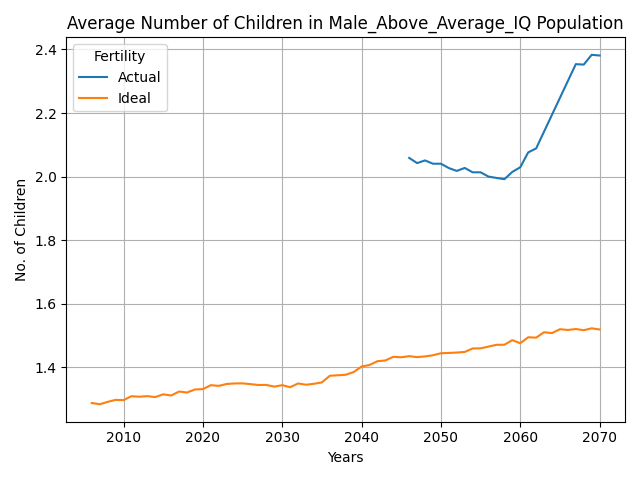 Average Number of Children in Male_Above_Average_IQ Population
Fertility
Actual
Ideal
No. of Children
2.4
2.2
2.0
1.8
1.6
1.4
2010 2020 2030 2040 2050 2060 2070
Years